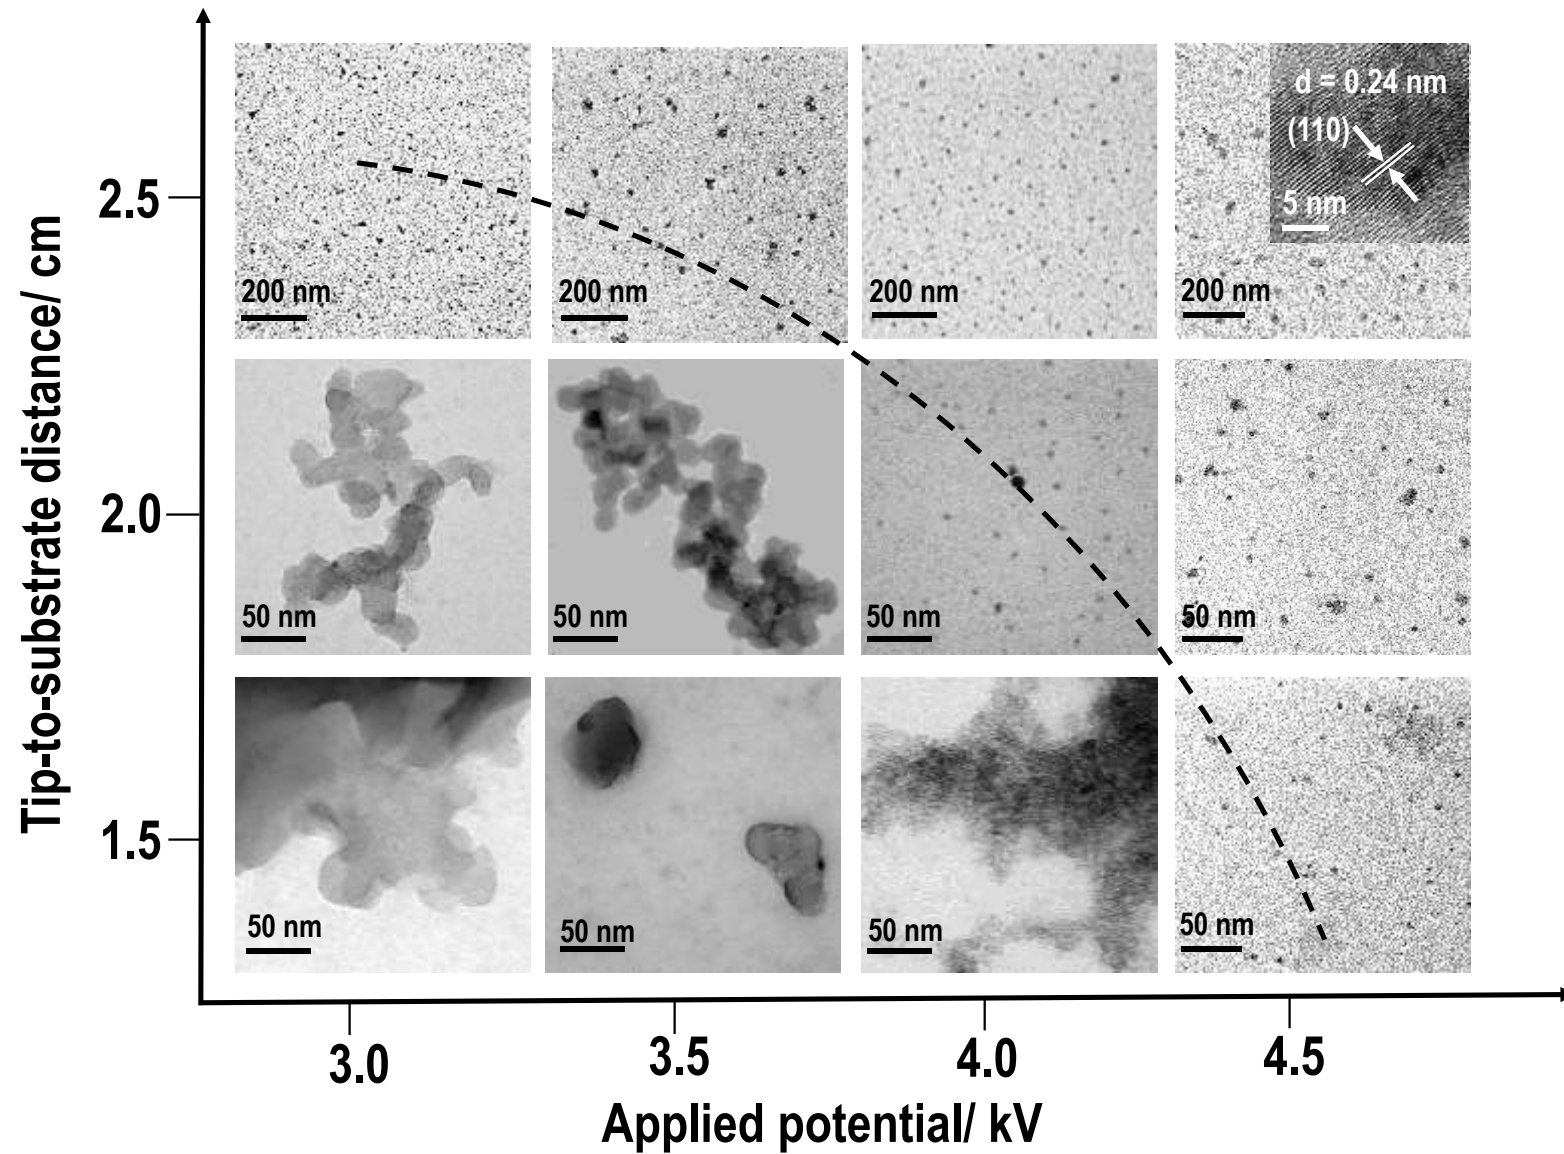 Tip-to-substrate distance/ cm
2.5
200 nm
200 nm
200 nm
200 nm
d = 0.24 nm
(110)
5 nm
2.0
50 nm
50 nm
50 nm
50 nm
1.5
50 nm
50 nm
50 nm
50 nm
3.0
3.5
4.0
4.5
Applied potential/ kV